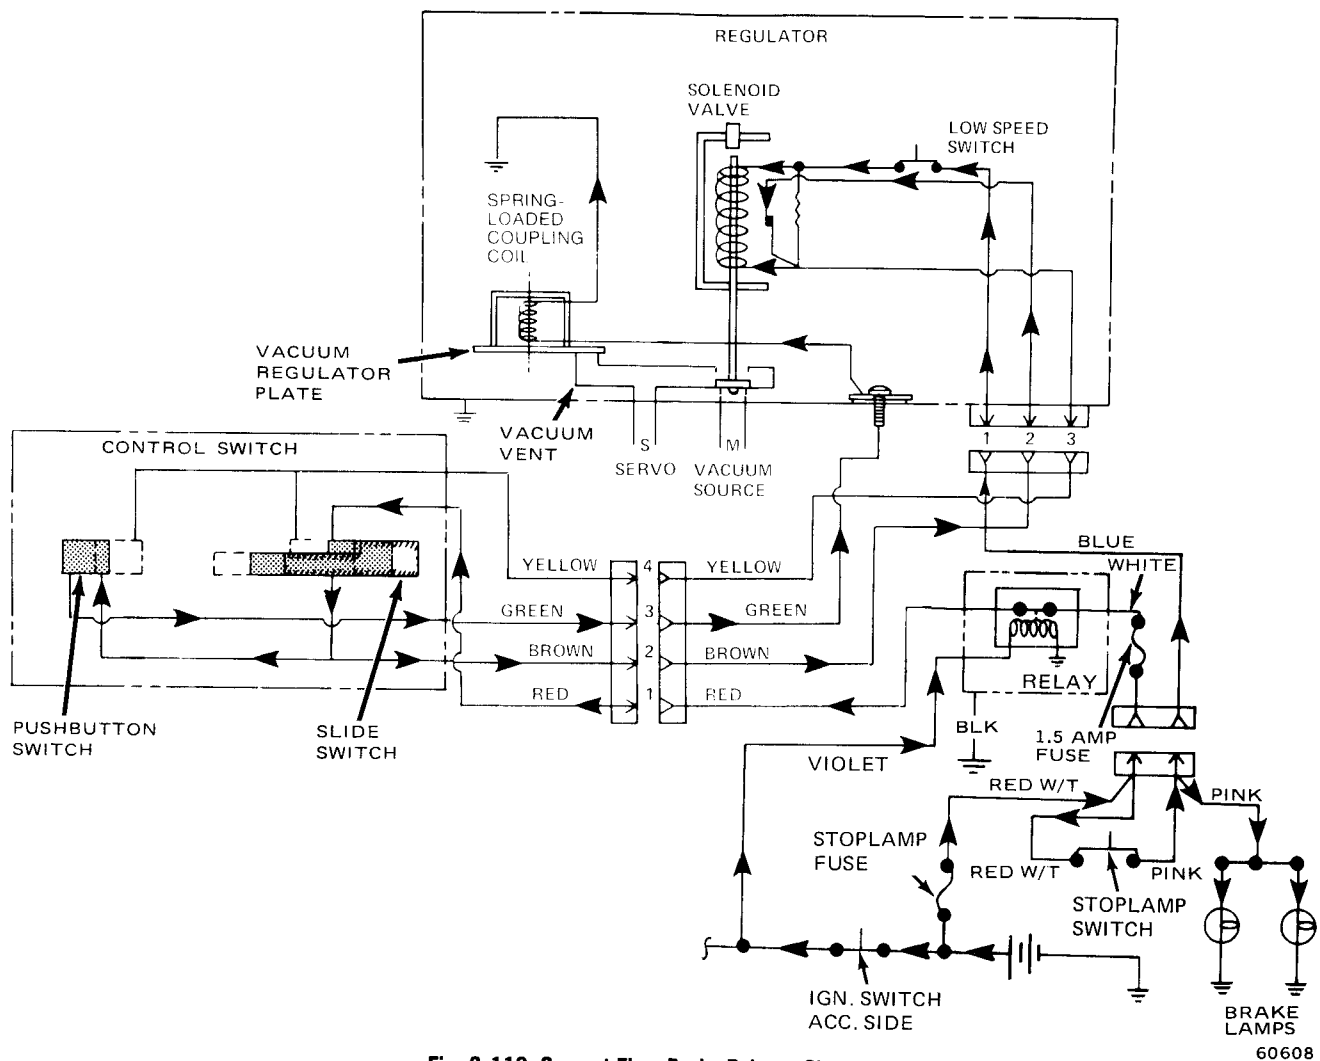 REGULATOR
SOLENOID
VALVE
LOW SPEED
SWITCH
SPRING-
LOADED
COUPLING
COIL
VACUUM
REGULATOR
PLATE
VACUUM
VENT
S
SERVO
M
VACUUM
SOURCE
1 2 3
CONTROL SWITCH
YELLOW 4 YELLOW
GREEN 3 GREEN
BROWN 2 BROWN
RED 1 RED
PUSHBUTTON
SWITCH
SLIDE
SWITCH
BLUE
WHITE
RELAY
BLK
1.5 AMP
FUSE
VIOLET
RED W/T
PINK
STOPLAMP
FUSE
RED W/T
PINK
STOPLAMP
SWITCH
IGN. SWITCH
ACC. SIDE
BRAKE
LAMPS
60608